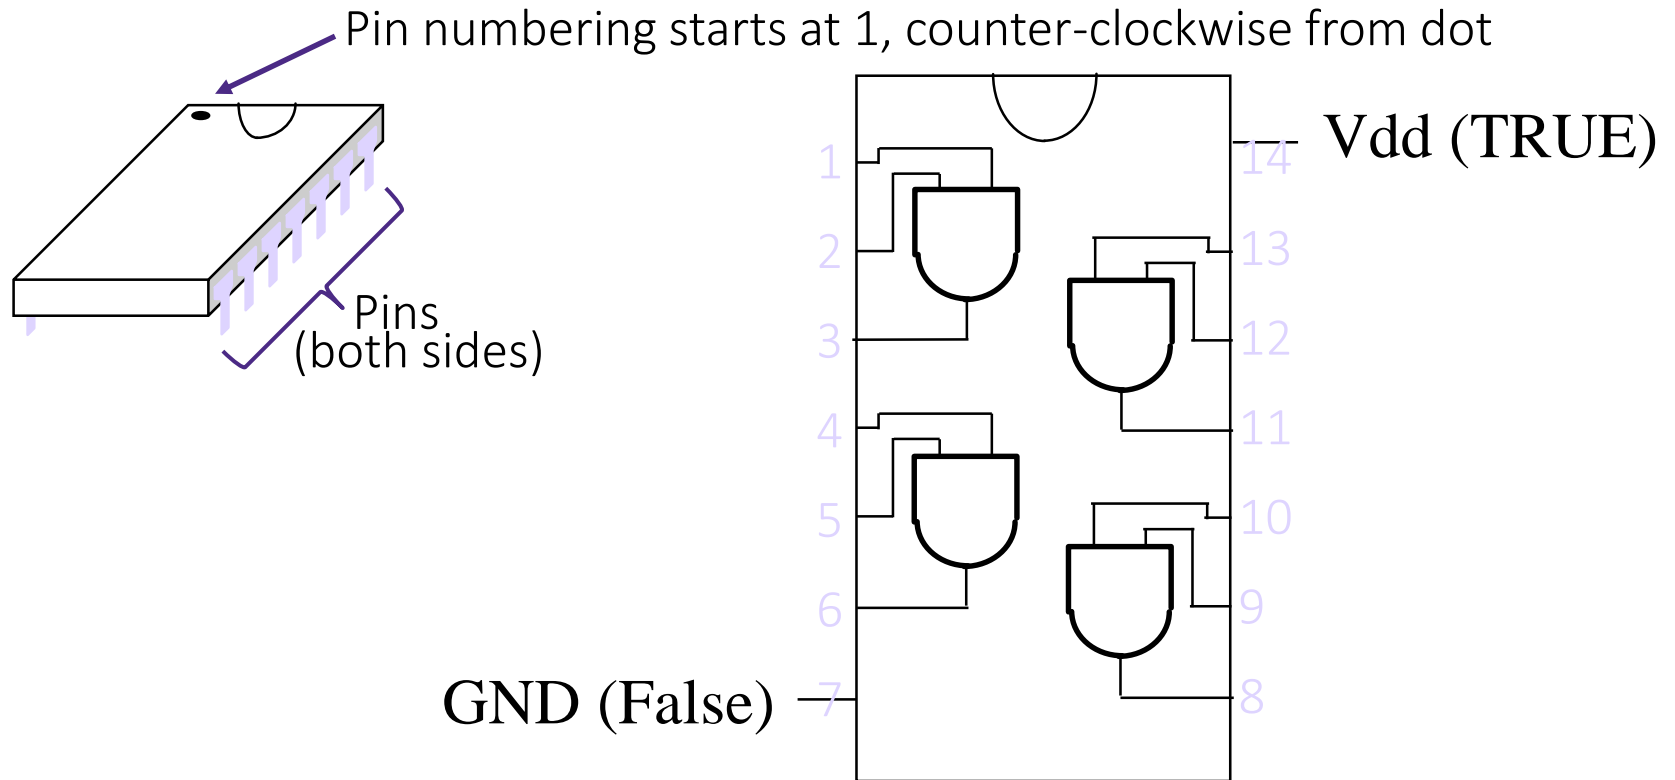 Pin numbering starts at 1, counter-clockwise from dot
Pins
(both sides)
1
2
3
4
5
6
GND (False)
7
14
Vdd (TRUE)
13
12
11
10
9
8